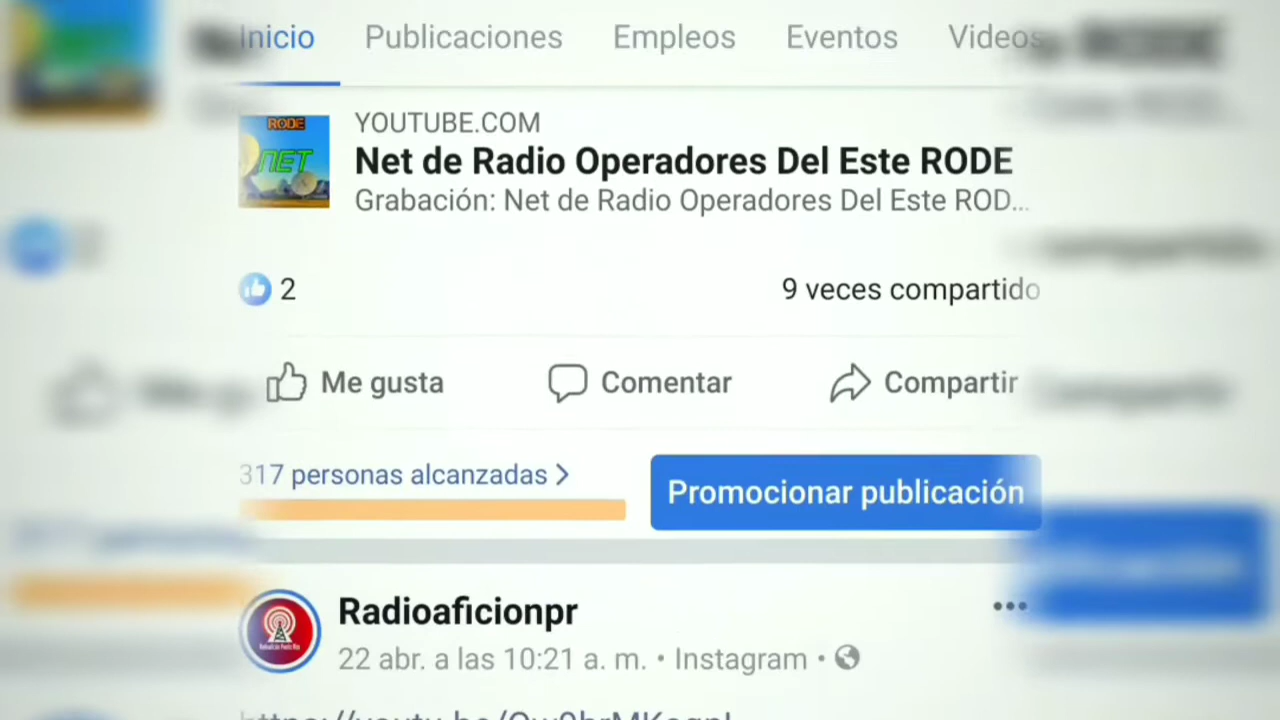 Inicio Publicaciones Empleos Eventos Videos
YOUTUBE.COM
RODE
NET
Net de Radio Operadores Del Este RODE
Grabación: Net de Radio Operadores Del Este ROD...
2 9 veces compartido
Me gusta Comentar Compartir
317 personas alcanzadas
Promocionar publicación
Radioaficionpr
22 abr. a las 10:21 a. m. • Instagram •